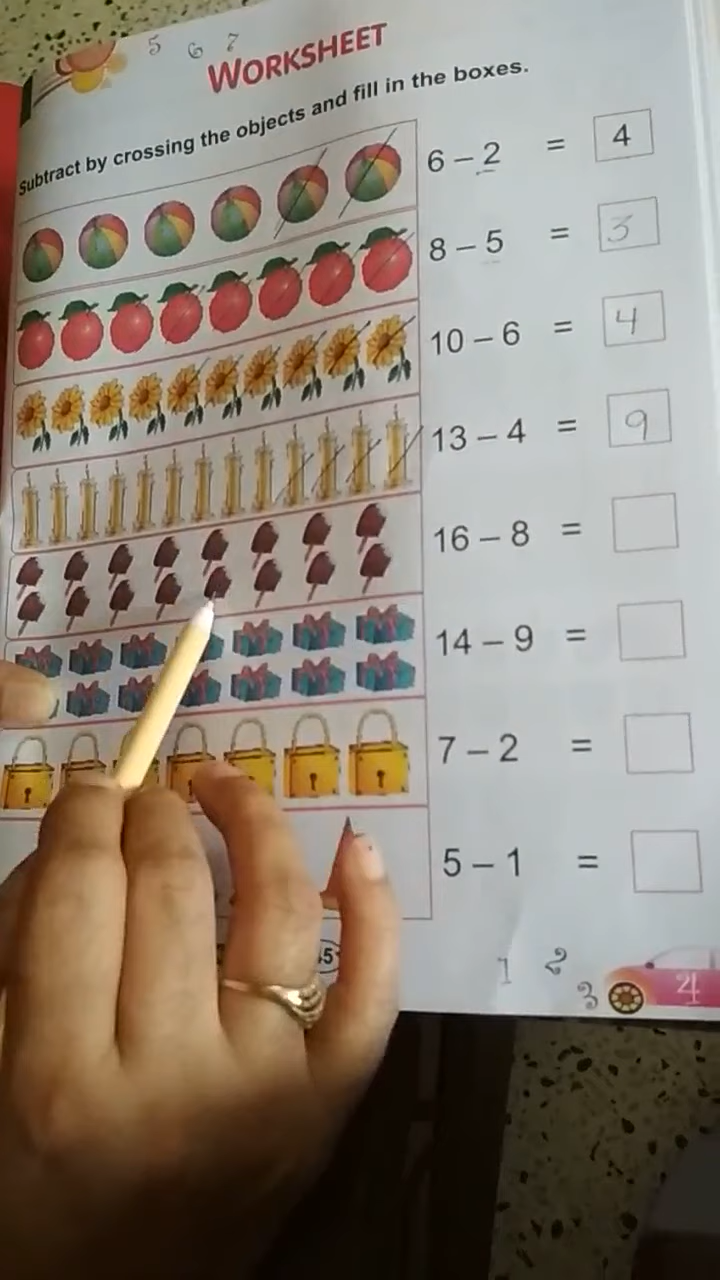 5 6 7
WORKSHEET
Subtract by crossing the objects and fill in the boxes.
6 – 2 = 4
8 – 5 = 3
10 – 6 = 4
13 – 4 = 9
16 – 8 =
14 – 9 =
7 – 2 =
5 – 1 =
1 2
3 4